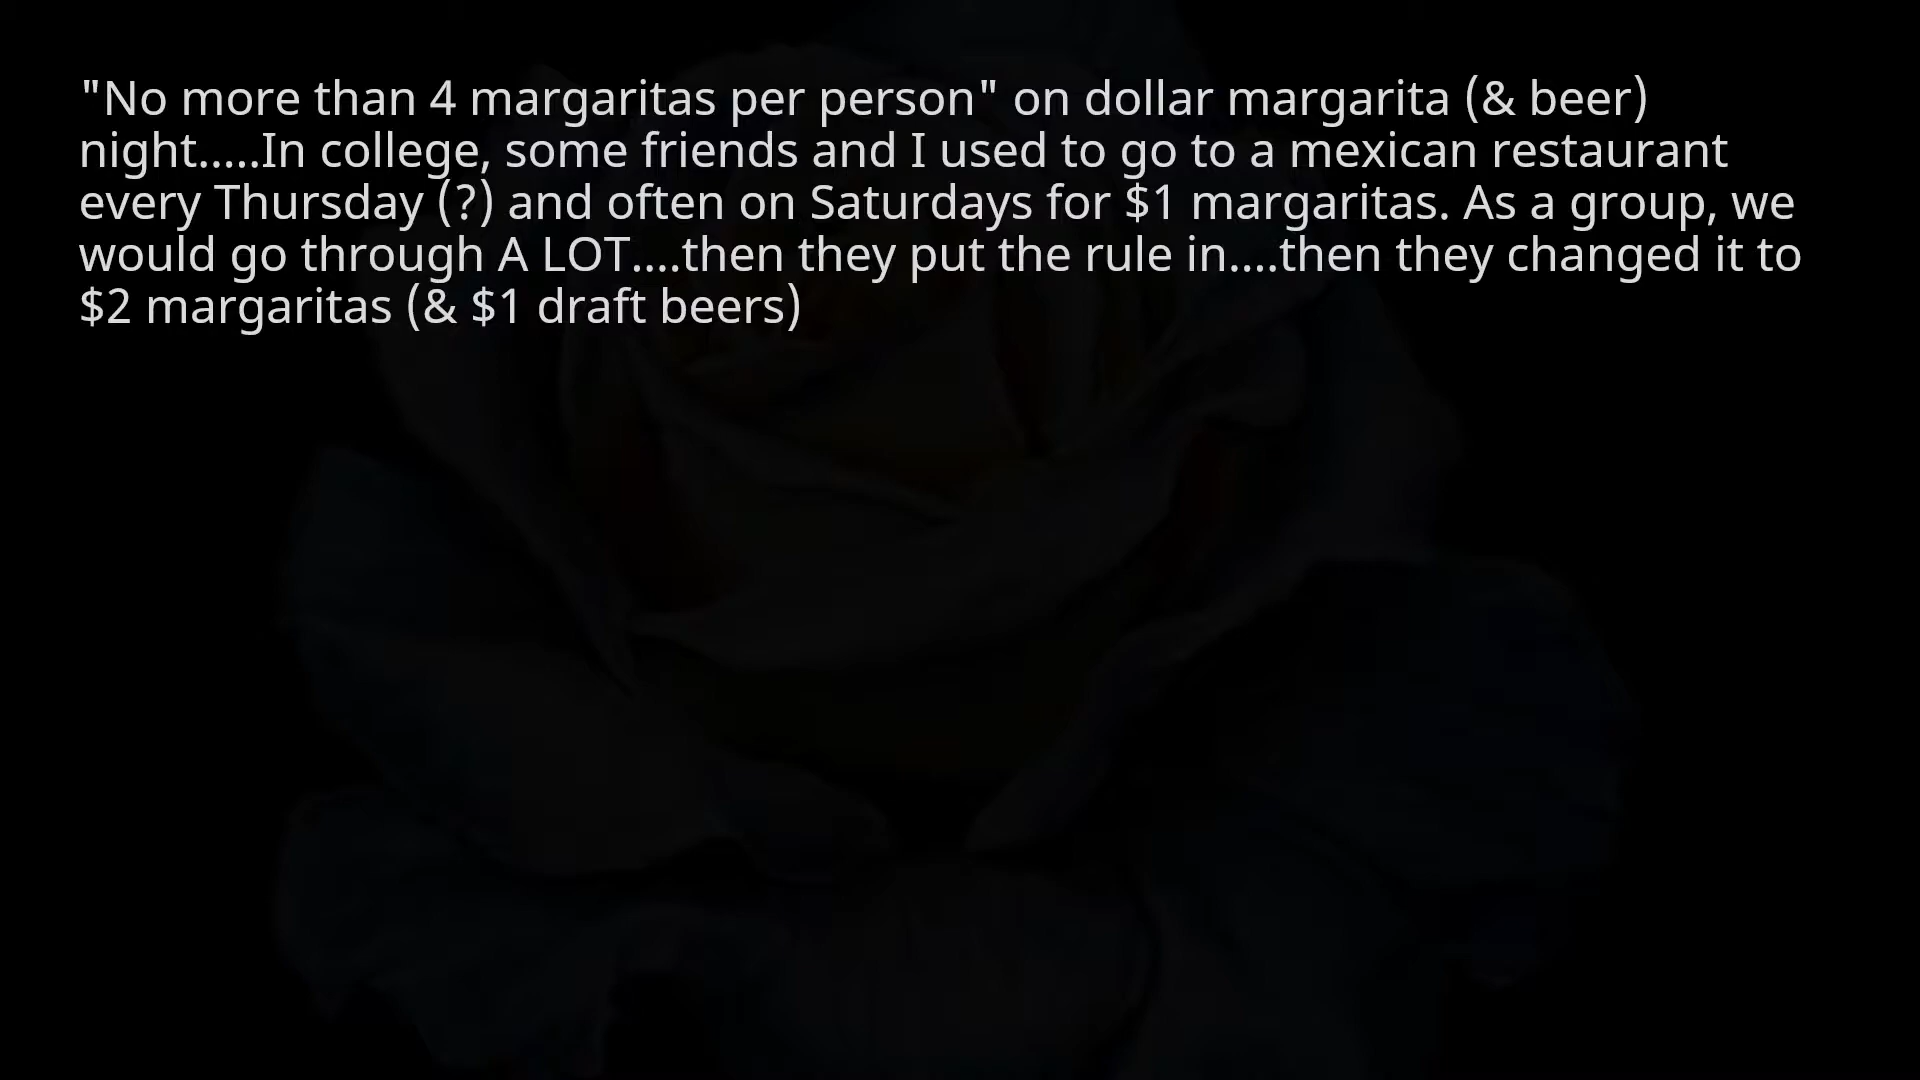 "No more than 4 margaritas per person" on dollar margarita (& beer)
night.....In college, some friends and I used to go to a mexican restaurant
every Thursday (?) and often on Saturdays for $1 margaritas. As a group, we
would go through A LOT....then they put the rule in....then they changed it to
$2 margaritas (& $1 draft beers)